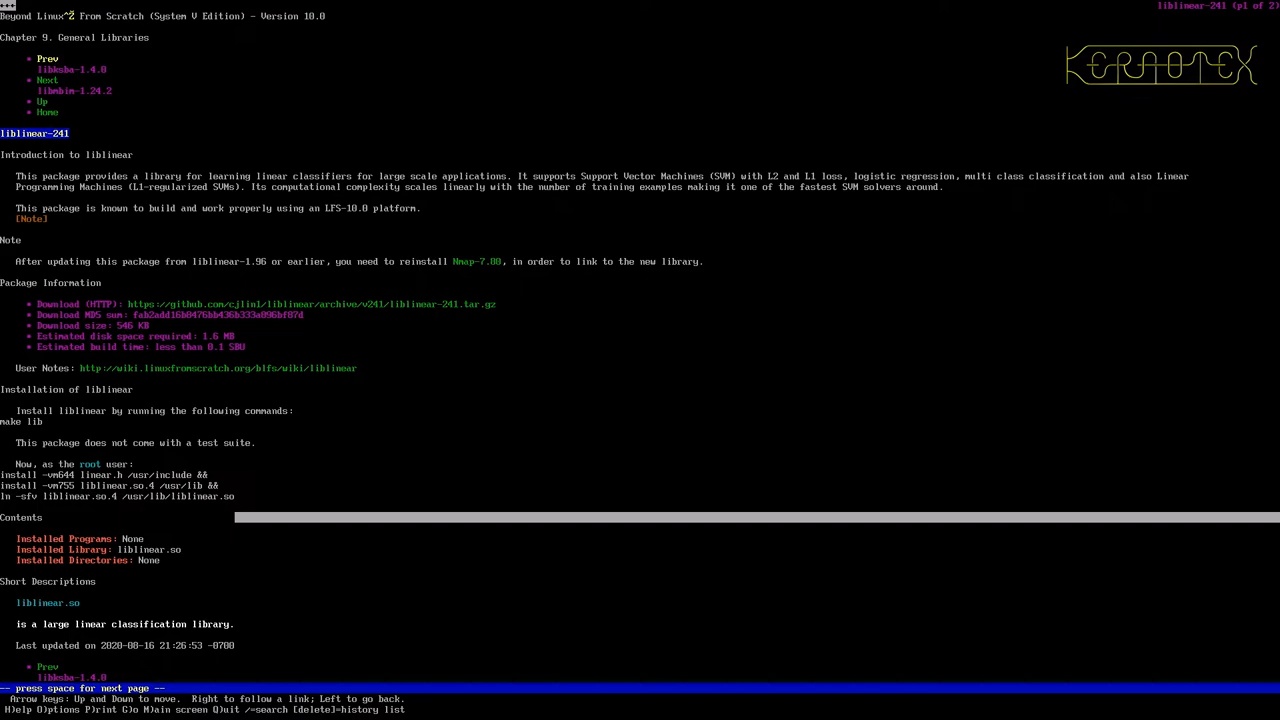 +++
liblinear-241 (p1 of 2)
Beyond Linux^Z From Scratch (System V Edition) - Version 10.0
Chapter 9. General Libraries
* Prev
libksba-1.4.0
* Next
libmbim-1.24.2
* Up
* Home
KERAOTEX
liblinear-241
Introduction to liblinear
This package provides a library for learning linear classifiers for large scale applications. It supports Support Vector Machines (SVM) with L2 and L1 loss, logistic regression, multi class classification and also Linear
Programming Machines (L1-regularized SVMs). Its computational complexity scales linearly with the number of training examples making it one of the fastest SVM solvers around.
This package is known to build and work properly using an LFS-10.0 platform.
[Note]
Note
After updating this package from liblinear-1.96 or earlier, you need to reinstall Nmap-7.80, in order to link to the new library.
Package Information
* Download (HTTP): https://github.com/cjlin1/liblinear/archive/v241/liblinear-241.tar.gz
* Download MD5 sum: fab2add16b8476bb436b333a096bf87d
* Download size: 546 KB
* Estimated disk space required: 1.6 MB
* Estimated build time: less than 0.1 SBU
User Notes: http://wiki.linuxfromscratch.org/blfs/wiki/liblinear
Installation of liblinear
Install liblinear by running the following commands:
make lib
This package does not come with a test suite.
Now, as the root user:
install -vm644 linear.h /usr/include &&
install -vm755 liblinear.so.4 /usr/lib &&
ln -sfv liblinear.so.4 /usr/lib/liblinear.so
Contents
Installed Programs: None
Installed Library: liblinear.so
Installed Directories: None
Short Descriptions
liblinear.so
is a large linear classification library.
Last updated on 2020-08-16 21:26:53 -0700
* Prev
libksba-1.4.0
-- press space for next page --
Arrow keys: Up and Down to move. Right to follow a link; Left to go back.
H)elp O)ptions P)rint G)o M)ain screen Q)uit /=search [delete]=history list